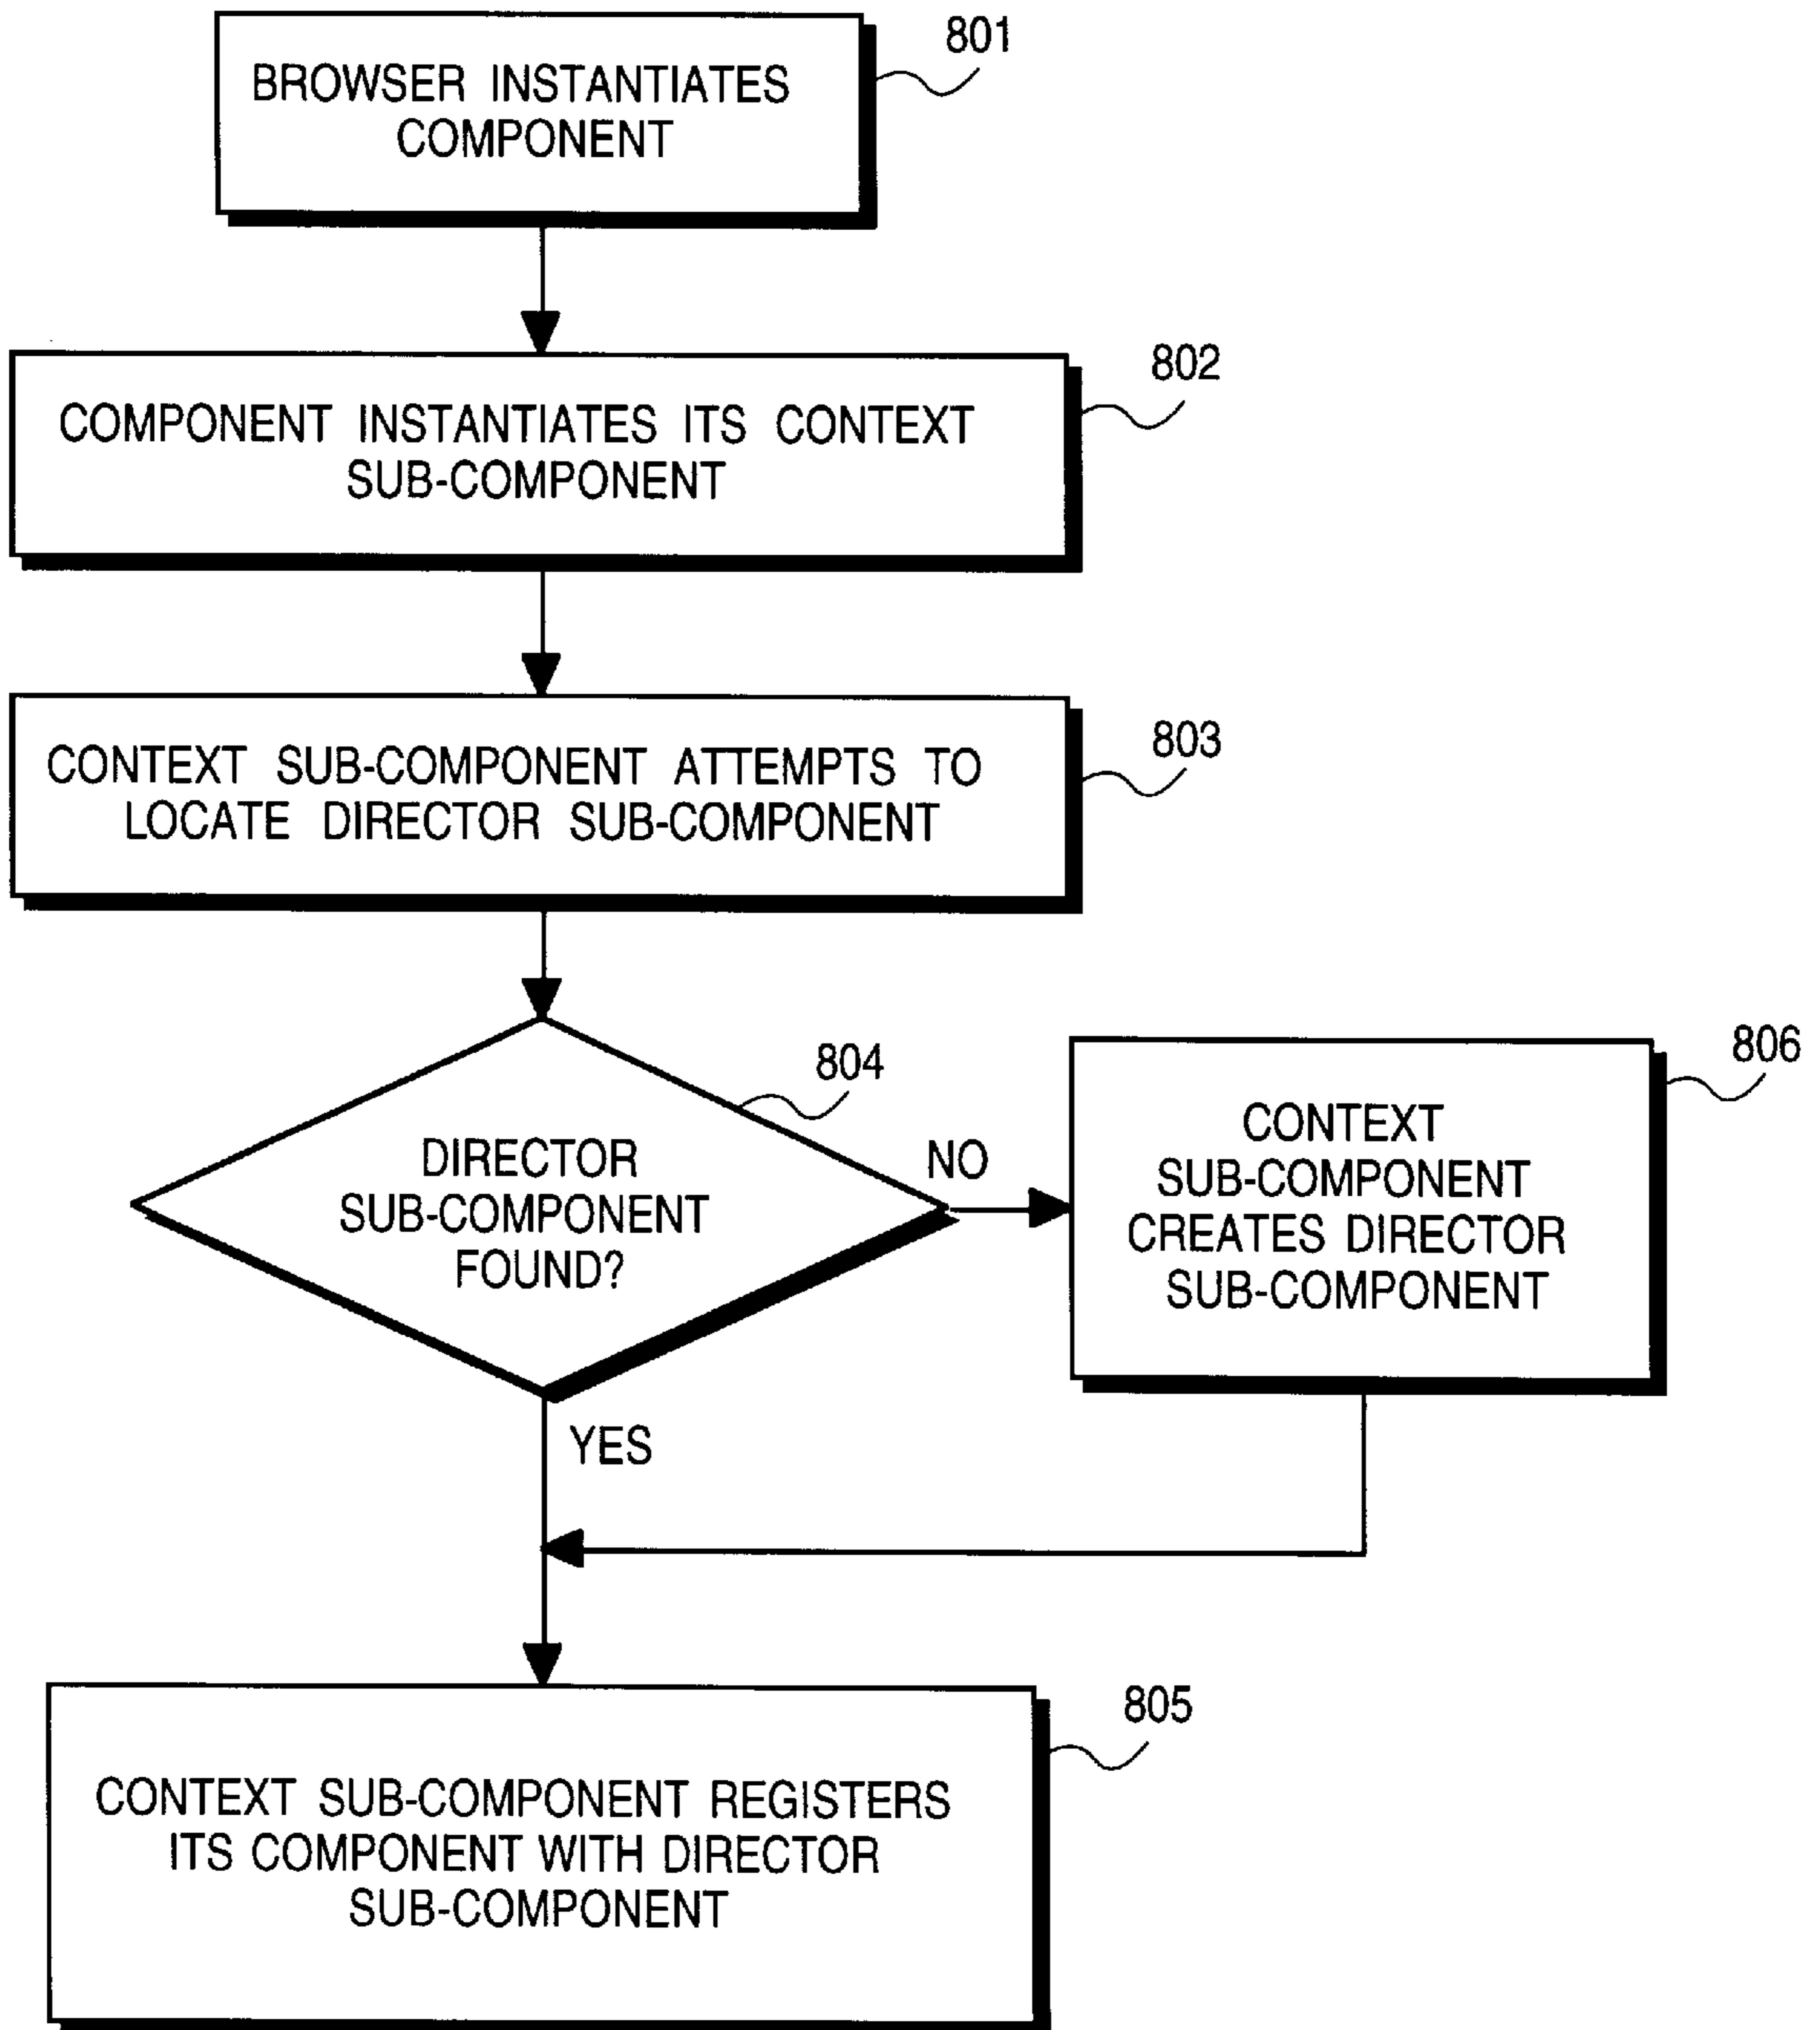 801
BROWSER INSTANTIATES
COMPONENT
802
COMPONENT INSTANTIATES ITS CONTEXT
SUB-COMPONENT
803
CONTEXT SUB-COMPONENT ATTEMPTS TO
LOCATE DIRECTOR SUB-COMPONENT
804
DIRECTOR
SUB-COMPONENT
FOUND?
NO
806
CONTEXT
SUB-COMPONENT
CREATES DIRECTOR
SUB-COMPONENT
YES
805
CONTEXT SUB-COMPONENT REGISTERS
ITS COMPONENT WITH DIRECTOR
SUB-COMPONENT